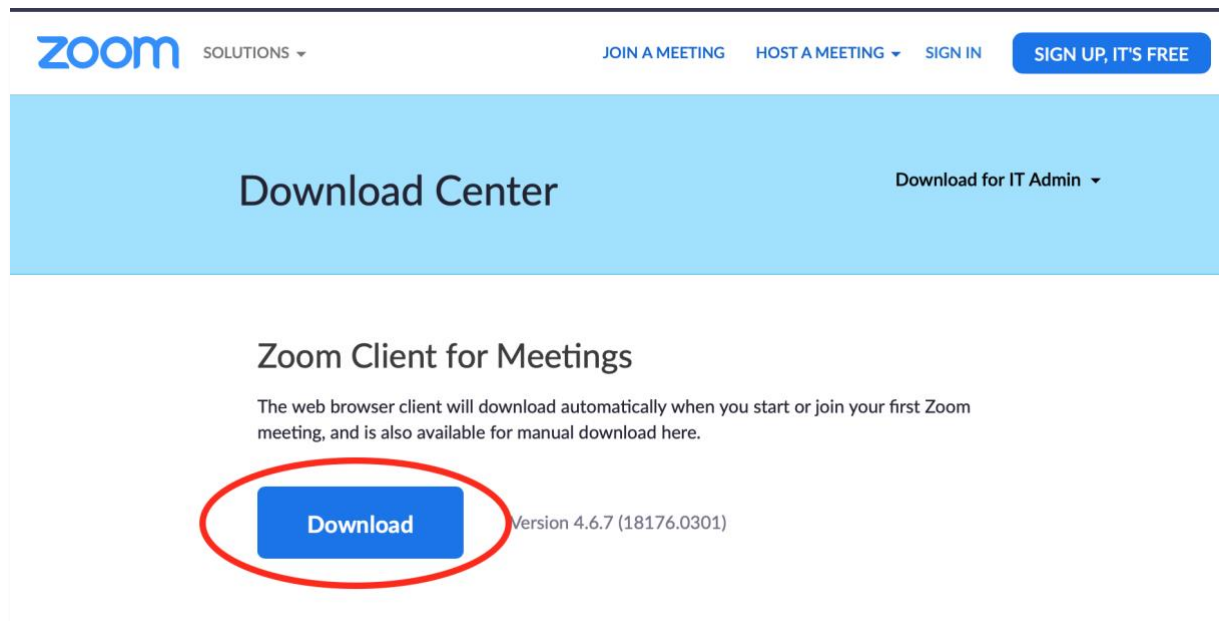 zoom SOLUTIONS JOIN A MEETING HOST A MEETING SIGN IN SIGN UP, IT'S FREE
Download Center Download for IT Admin
Zoom Client for Meetings
The web browser client will download automatically when you start or join your first Zoom
meeting, and is also available for manual download here.
Download Version 4.6.7 (18176.0301)